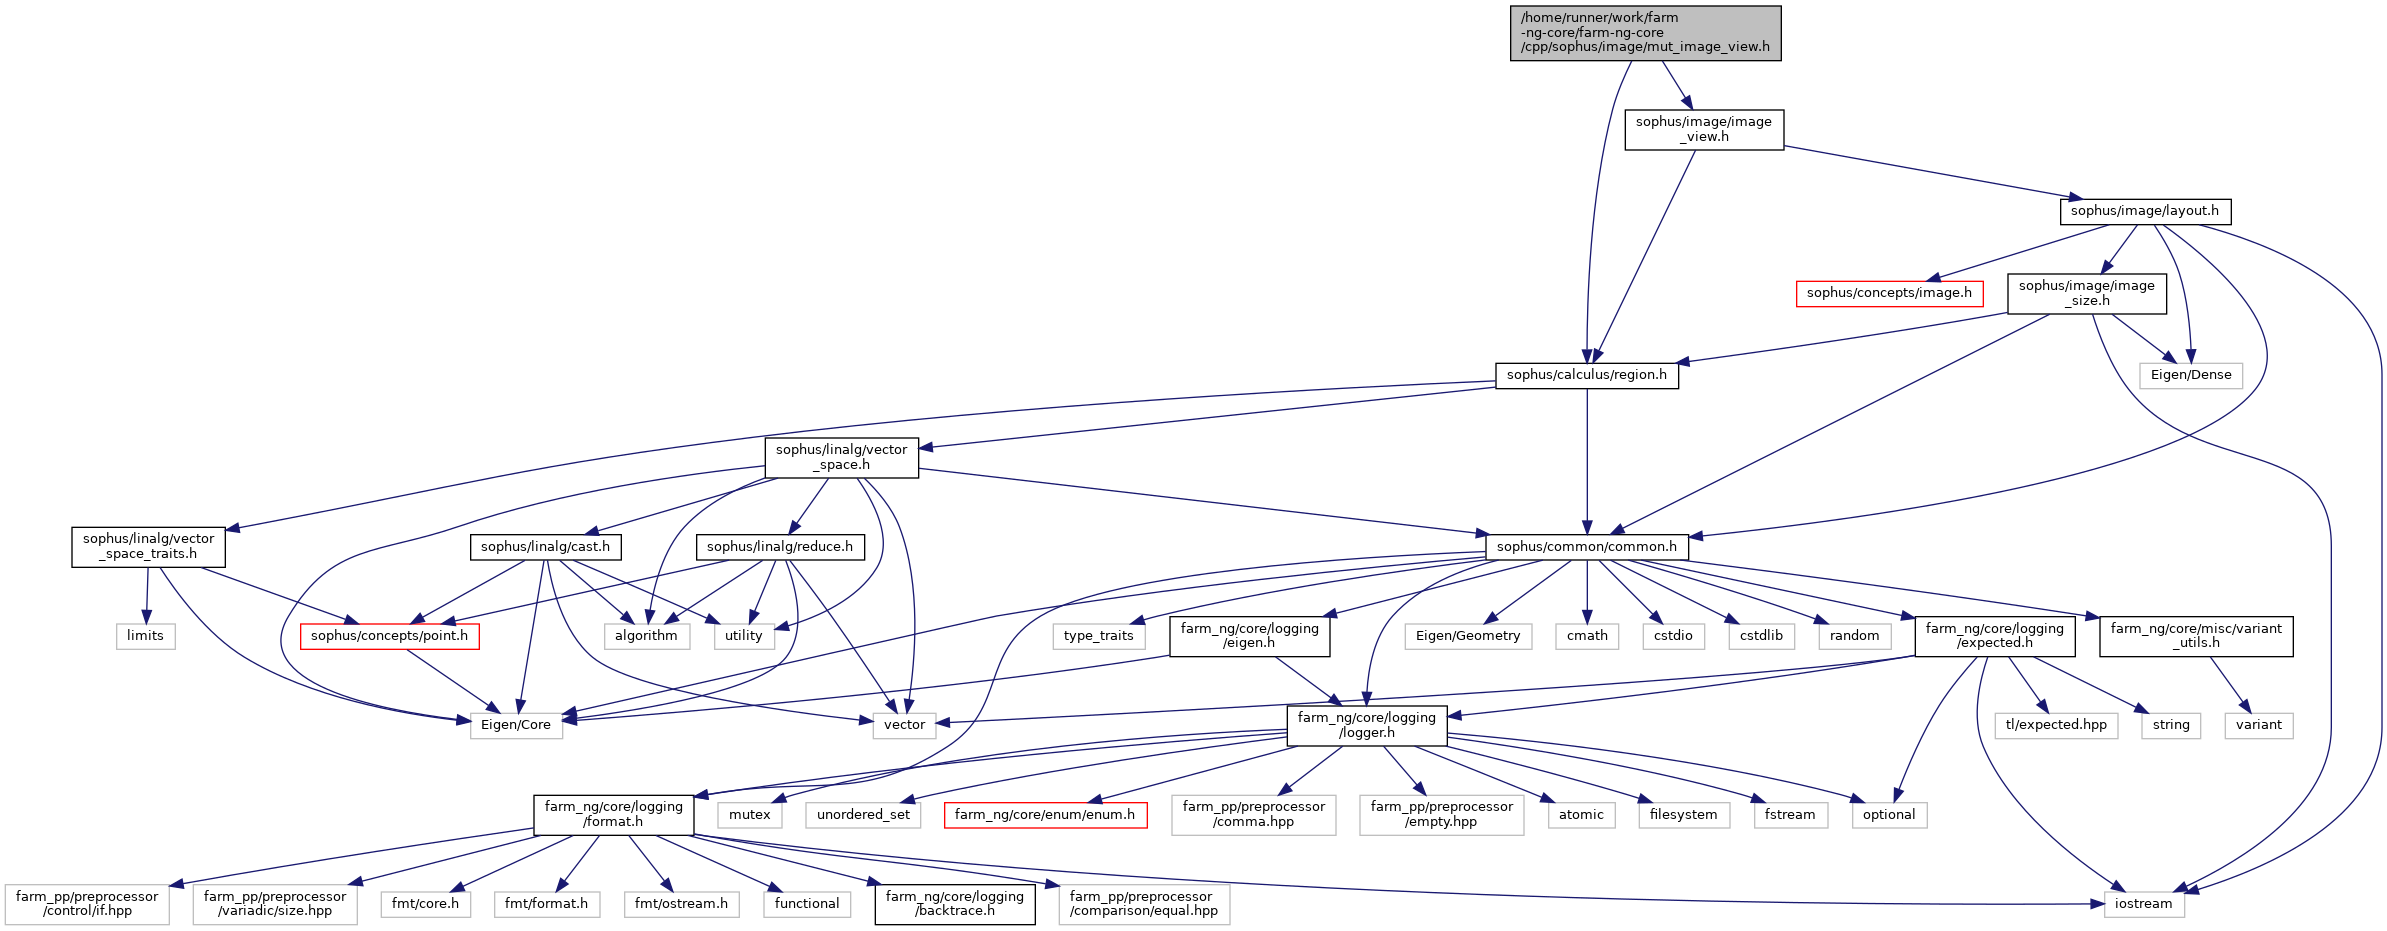 /home/runner/work/farm
-ng-core/farm-ng-core
/cpp/sophus/image/mut_image_view.h
sophus/image/image
_view.h
sophus/image/layout.h
sophus/concepts/image.h
sophus/image/image
_size.h
sophus/calculus/region.h
Eigen/Dense
sophus/linalg/vector
_space.h
sophus/linalg/vector
_space_traits.h
sophus/linalg/cast.h
sophus/linalg/reduce.h
sophus/common/common.h
limits
sophus/concepts/point.h
algorithm
utility
type_traits
farm_ng/core/logging
/eigen.h
Eigen/Geometry
cmath
cstdio
cstdlib
random
farm_ng/core/logging
/expected.h
farm_ng/core/misc/variant
_utils.h
Eigen/Core
vector
farm_ng/core/logging
/logger.h
tl/expected.hpp
string
variant
farm_ng/core/logging
/format.h
mutex
unordered_set
farm_ng/core/enum/enum.h
farm_pp/preprocessor
/comma.hpp
farm_pp/preprocessor
/empty.hpp
atomic
filesystem
fstream
optional
farm_pp/preprocessor
/control/if.hpp
farm_pp/preprocessor
/variadic/size.hpp
fmt/core.h
fmt/format.h
fmt/ostream.h
functional
farm_ng/core/logging
/backtrace.h
farm_pp/preprocessor
/comparison/equal.hpp
iostream